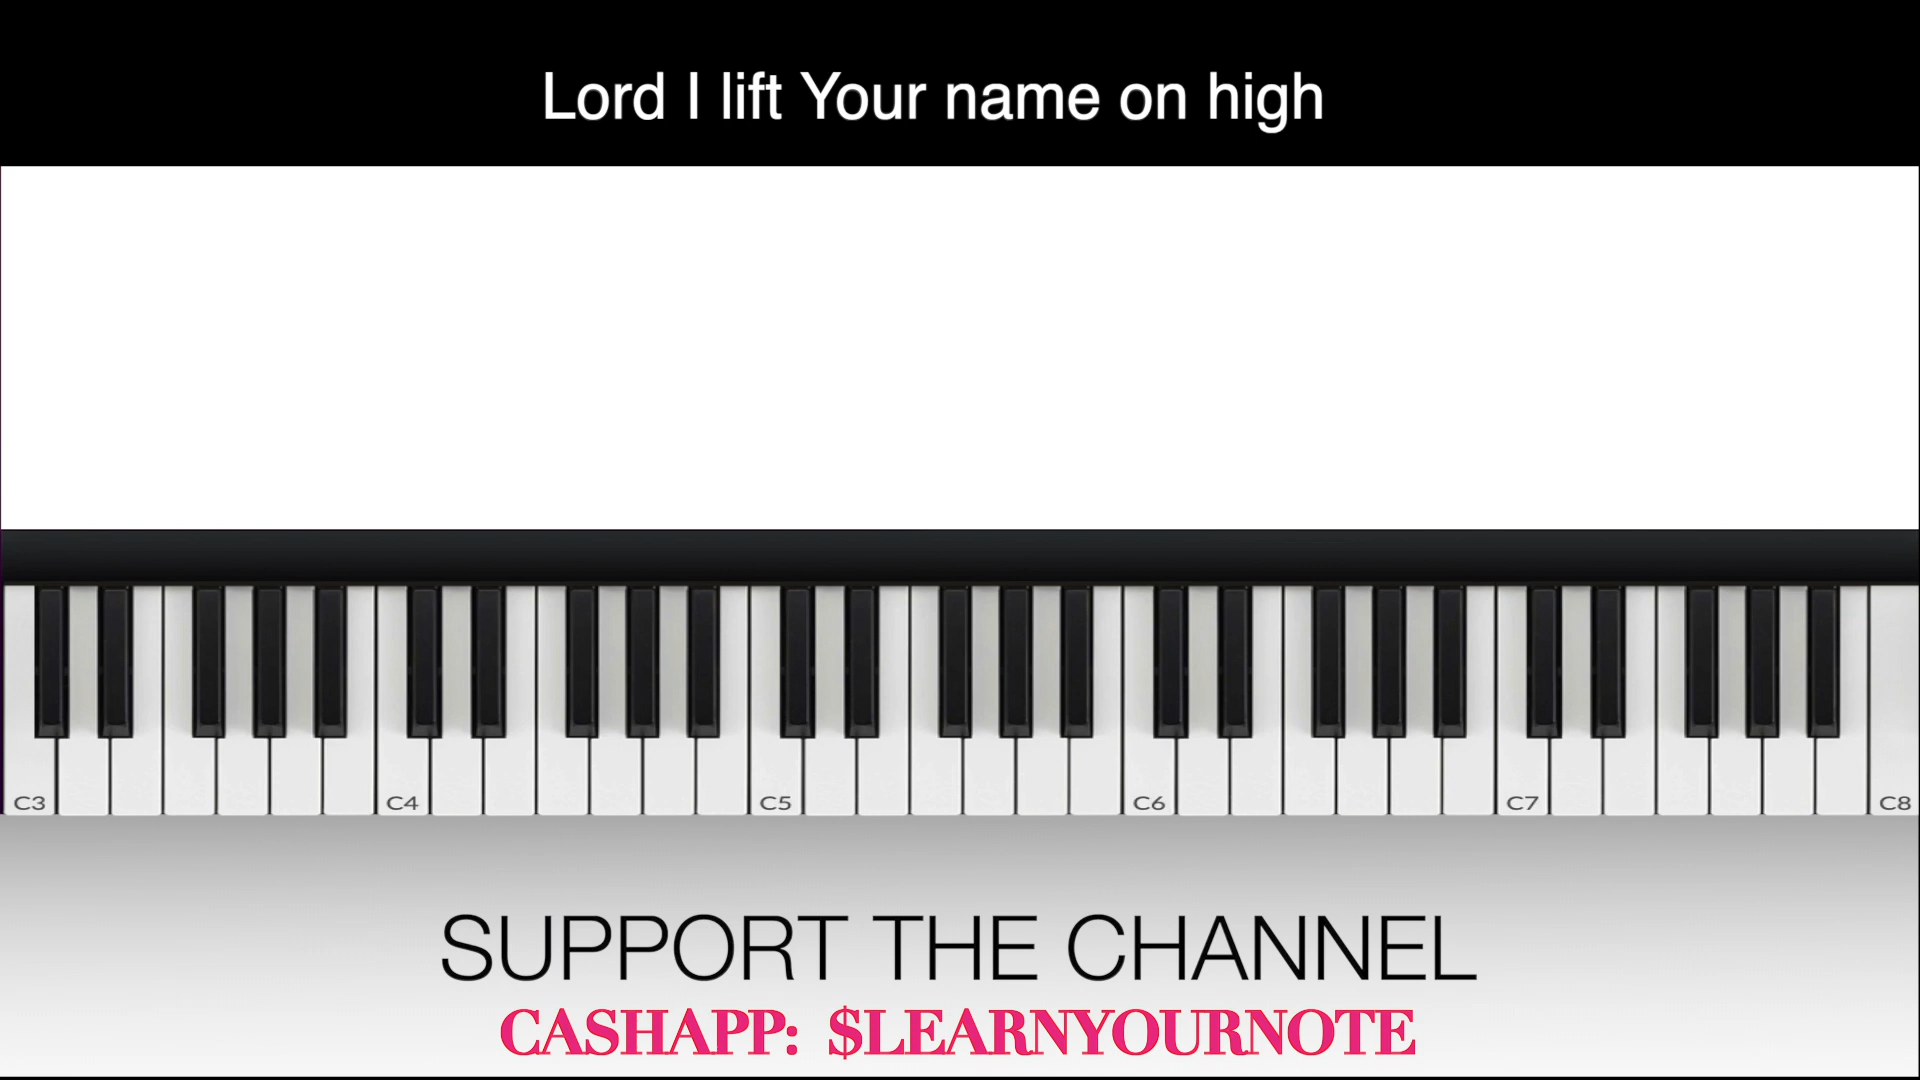 Lord I lift Your name on high
C3 C4 C5 C6 C7 C8
SUPPORT THE CHANNEL
CASHAPP: $LEARNYOURNOTE